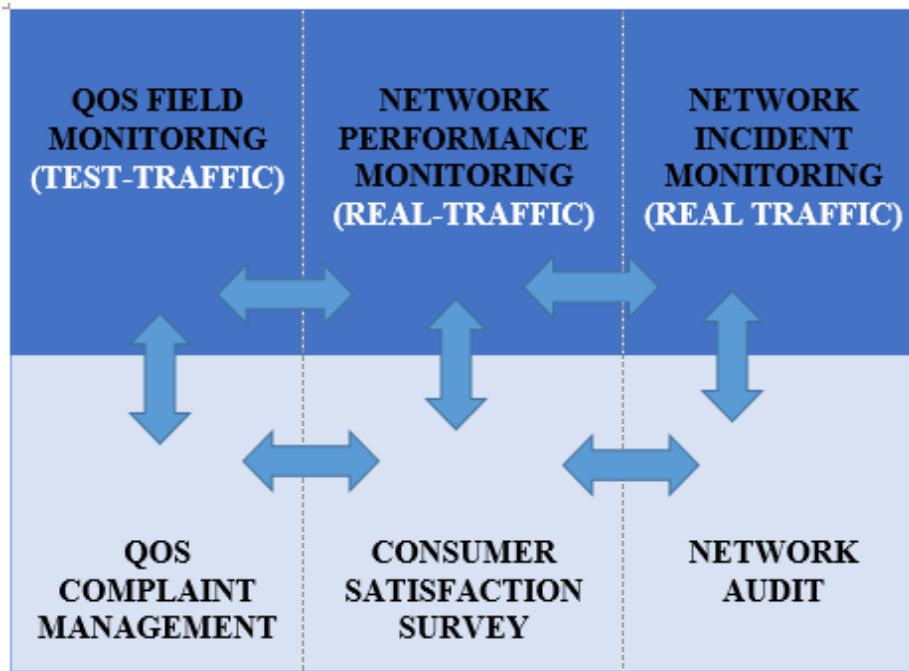 QOS FIELD
MONITORING
(TEST-TRAFFIC)
NETWORK
PERFORMANCE
MONITORING
(REAL-TRAFFIC)
NETWORK
INCIDENT
MONITORING
(REAL TRAFFIC)
QOS
COMPLAINT
MANAGEMENT
CONSUMER
SATISFACTION
SURVEY
NETWORK
AUDIT